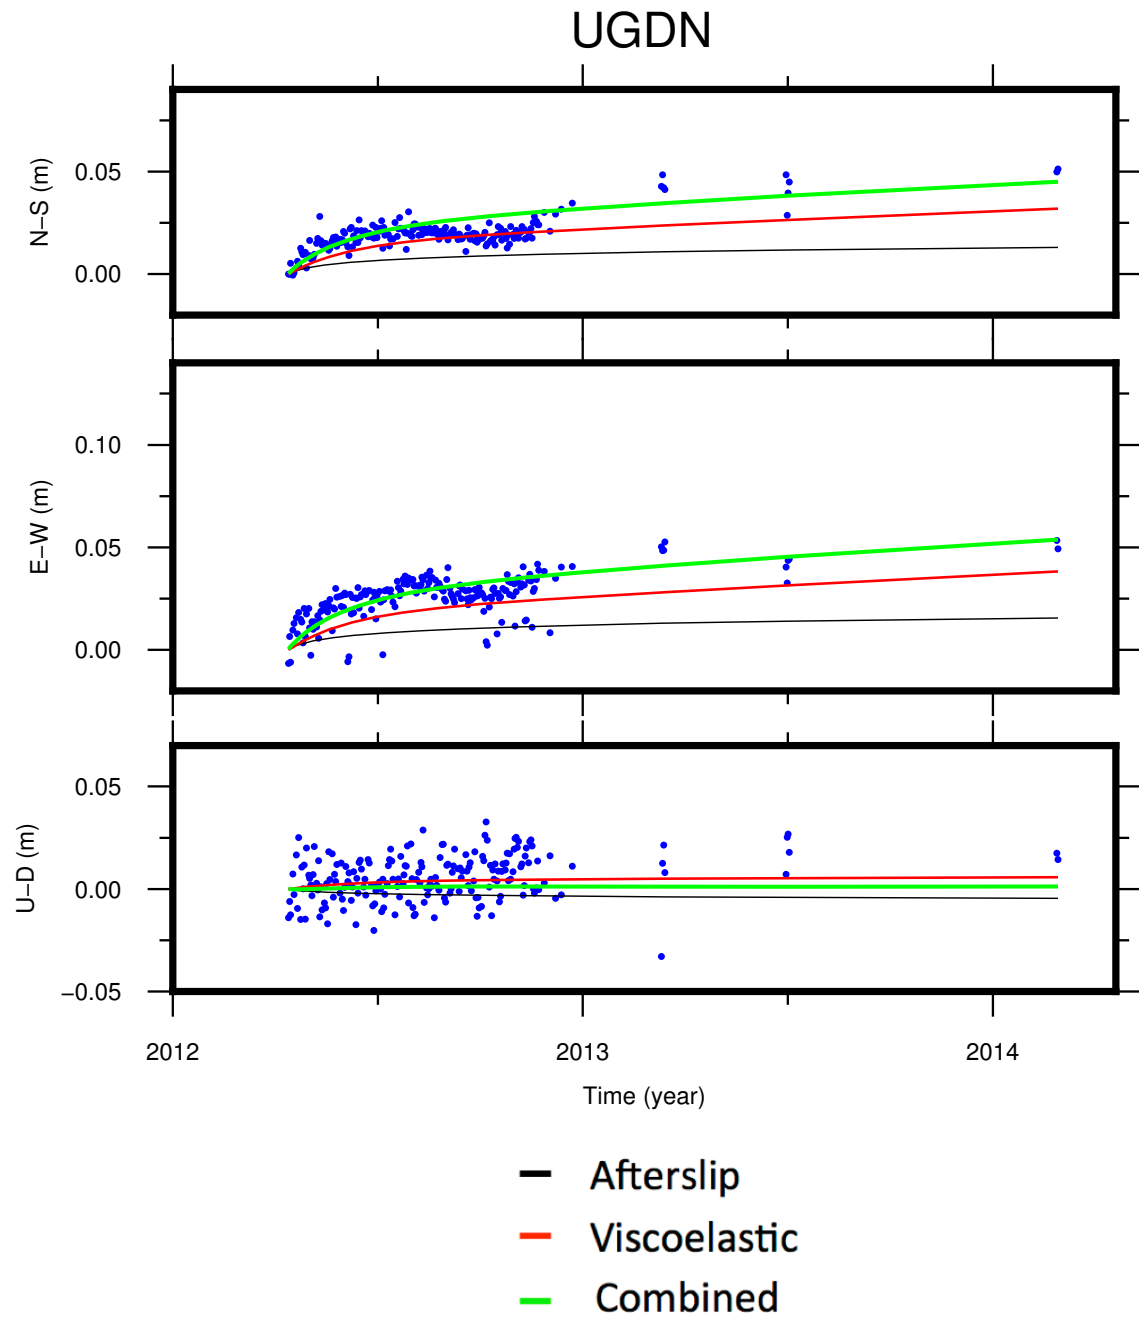 UGDN
N–S (m)
0.05
0.00
E–W (m)
0.10
0.05
0.00
U–D (m)
0.05
0.00
–0.05
2012
2013
2014
Time (year)
Afterslip
Viscoelastic
Combined